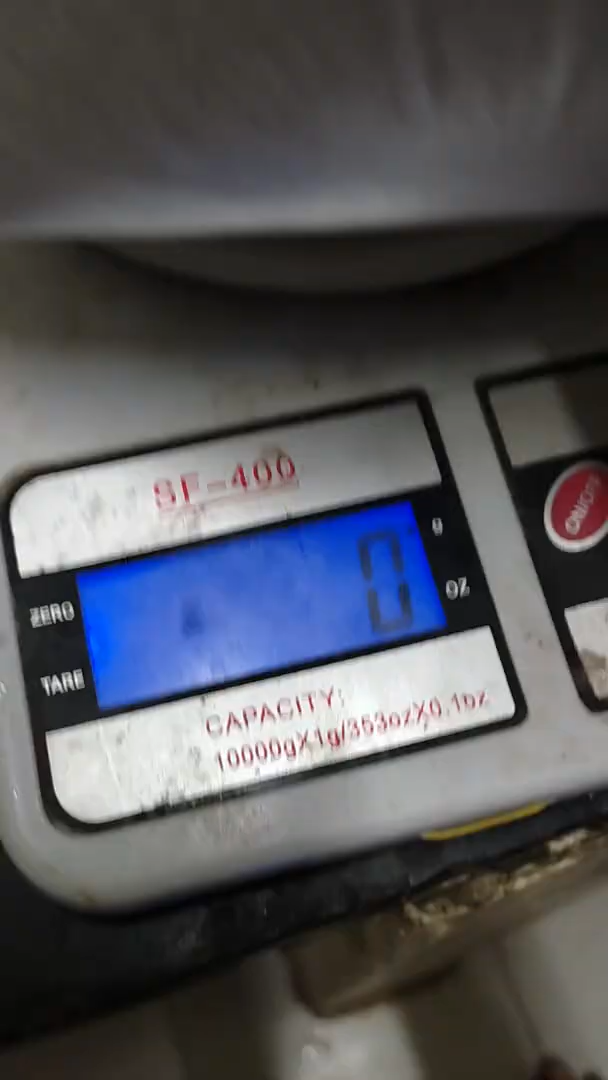 SF-400
0
g
OZ
ZERO
TARE
CAPACITY:
10000gX1g/353ozX0.1oz
ON/OFF